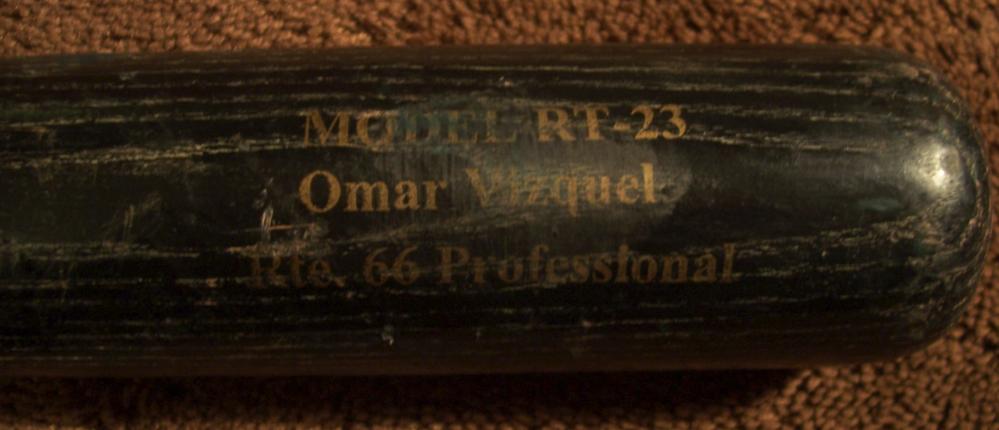 MODEL RT-23
Omar Vizquel
Rte. 66 Professional